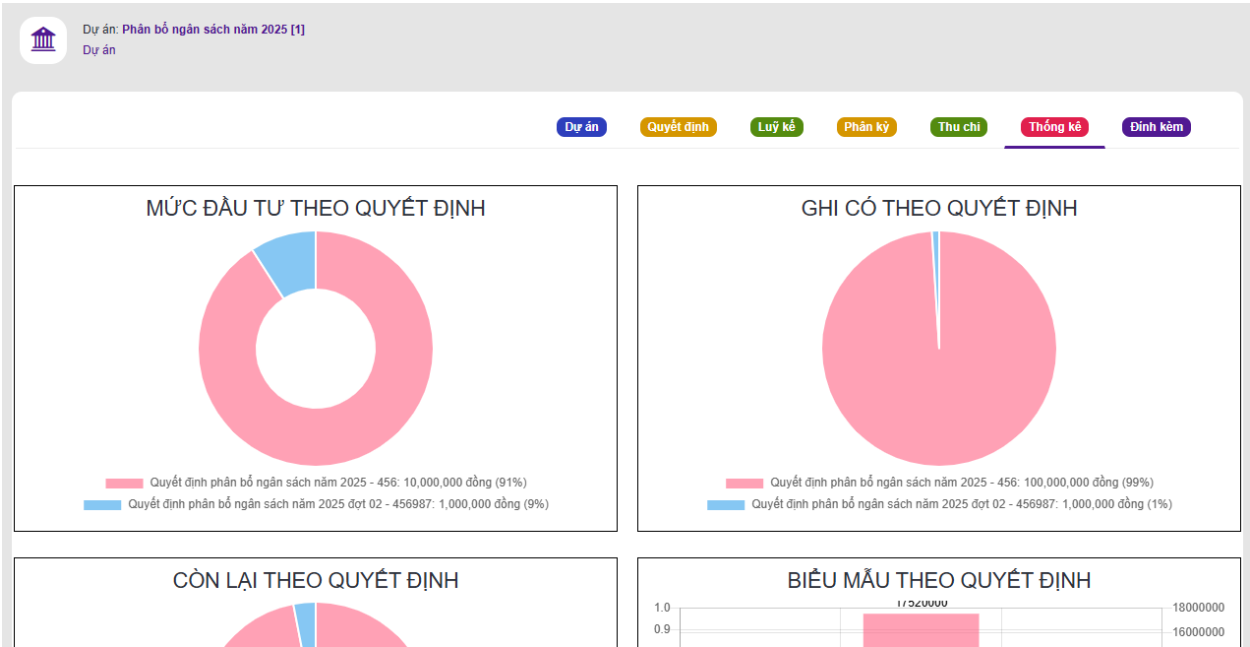 Dự án: Phân bổ ngân sách năm 2025 [1]
Dự án
Dự án Quyết định Luỹ kế Phân kỳ Thu chi Thống kê Đính kèm
MỨC ĐẦU TƯ THEO QUYẾT ĐỊNH
Quyết định phân bổ ngân sách năm 2025 - 456: 10,000,000 đồng (91%)
Quyết định phân bổ ngân sách năm 2025 đợt 02 - 456987: 1,000,000 đồng (9%)
GHI CÓ THEO QUYẾT ĐỊNH
Quyết định phân bổ ngân sách năm 2025 - 456: 100,000,000 đồng (99%)
Quyết định phân bổ ngân sách năm 2025 đợt 02 - 456987: 1,000,000 đồng (1%)
CÒN LẠI THEO QUYẾT ĐỊNH
BIỂU MẪU THEO QUYẾT ĐỊNH
17520000
1.0 18000000
0.9 16000000